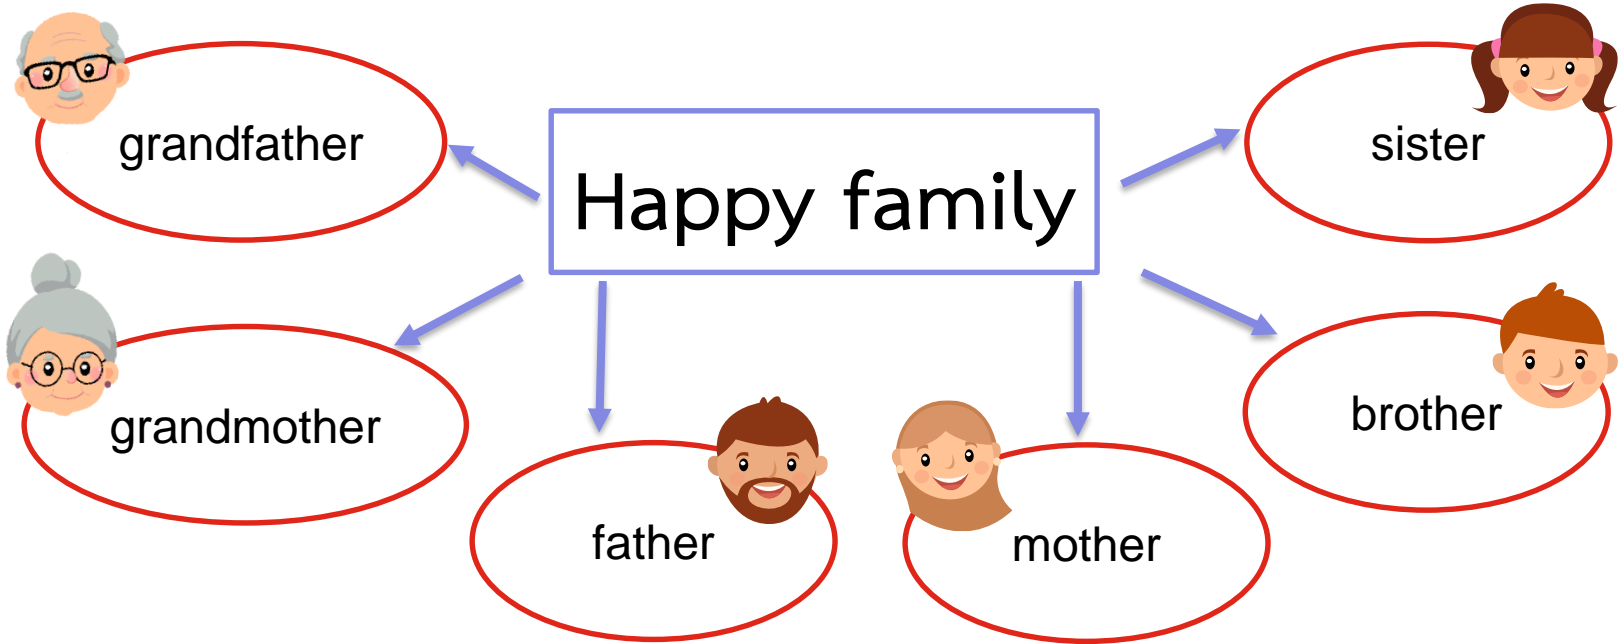 grandfather
sister
Happy family
grandmother
brother
father
mother